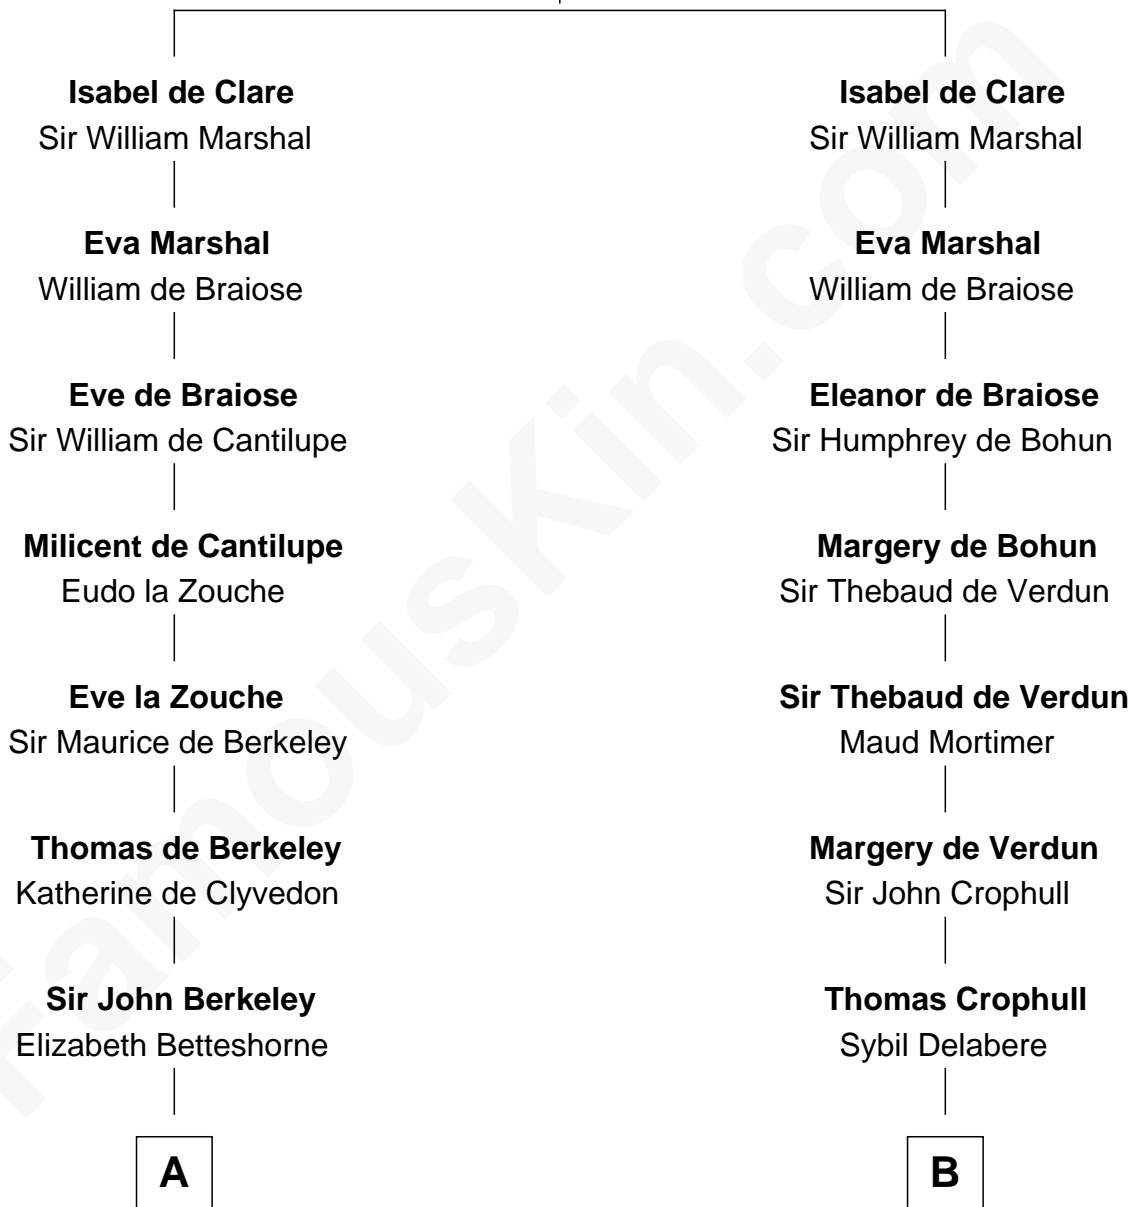 Isabel de Clare
Sir William Marshal
Eva Marshal
William de Braiose
Eve de Braiose
Sir William de Cantilupe
Milicent de Cantilupe
Eudo la Zouche
Eve la Zouche
Sir Maurice de Berkeley
Thomas de Berkeley
Katherine de Clyvedon
Sir John Berkeley
Elizabeth Betteshorne
A
Isabel de Clare
Sir William Marshal
Eva Marshal
William de Braiose
Eleanor de Braiose
Sir Humphrey de Bohun
Margery de Bohun
Sir Thebaud de Verdun
Sir Thebaud de Verdun
Maud Mortimer
Margery de Verdun
Sir John Crophull
Thomas Crophull
Sybil Delabere
B
FamousKin.com